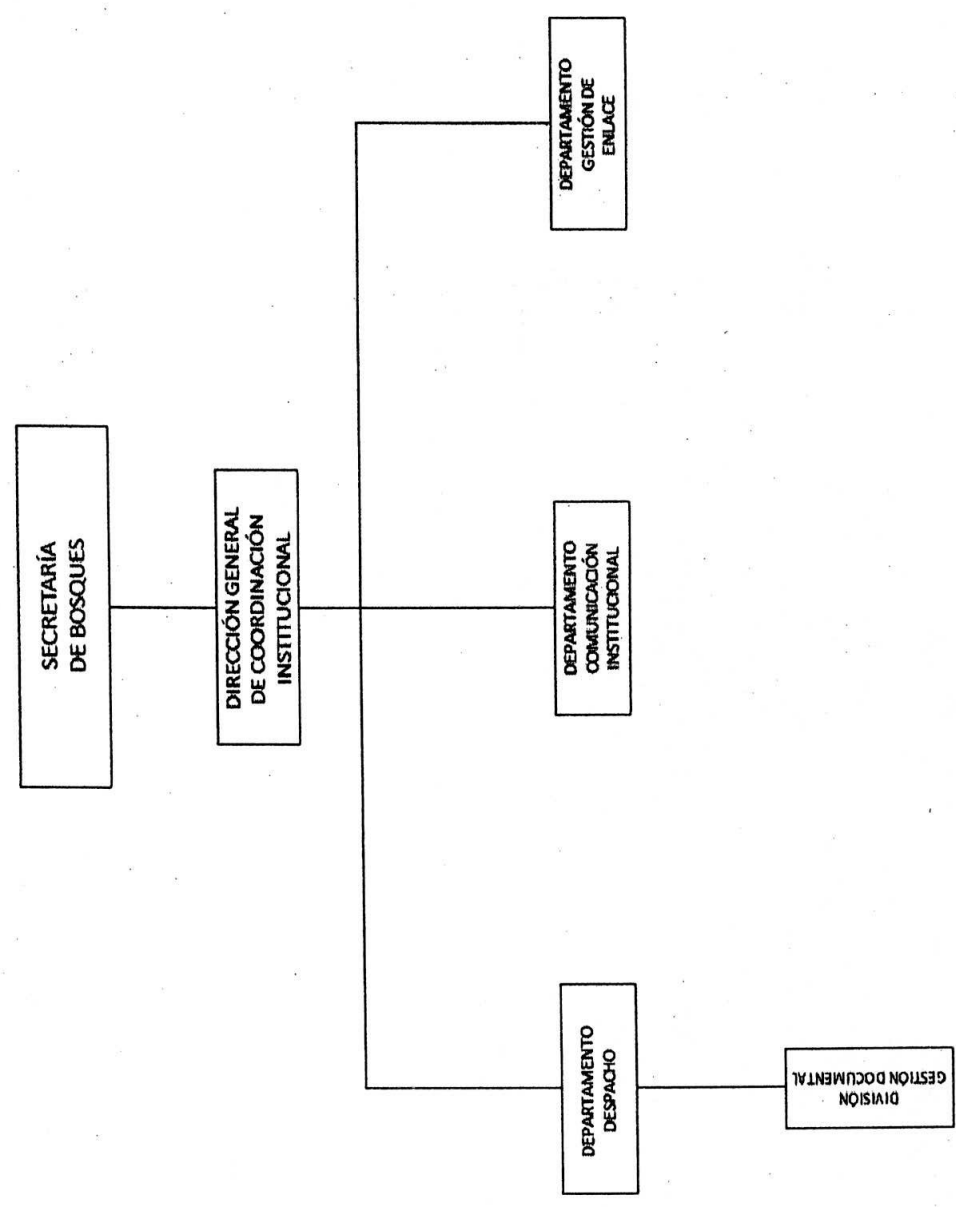 SECRETARÍA
DE BOSQUES
DIRECCIÓN GENERAL
DE COORDINACIÓN
INSTITUCIONAL
DEPARTAMENTO
DESPACHO
DEPARTAMENTO
COMUNICACIÓN
INSTITUCIONAL
DEPARTAMENTO
GESTIÓN DE
ENLACE
DIVISIÓN
GESTIÓN DOCUMENTAL